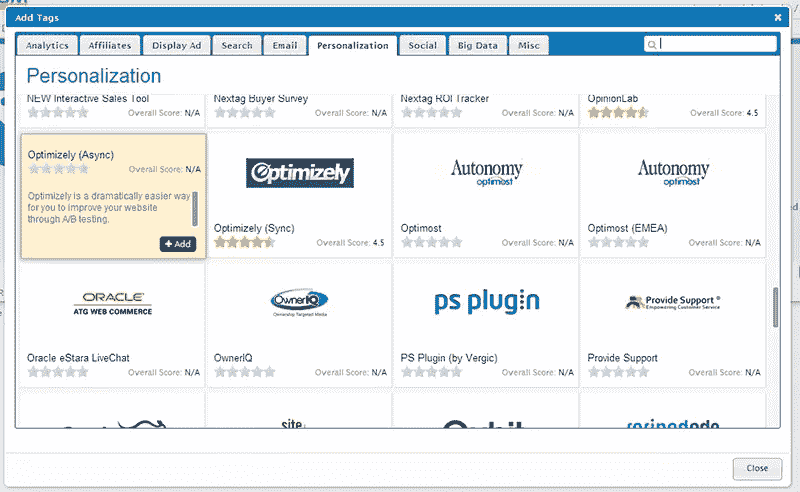 Add Tags
Analytics Affiliates Display Ad Search Email Personalization Social Big Data Misc
Personalization
NEW Interactive Sales Tool Nextag Buyer Survey Nextag ROI Tracker OpinionLab
Overall Score: N/A Overall Score: N/A Overall Score: N/A Overall Score: 4.5
Optimizely (Async)
Overall Score: N/A
Optimizely is a dramatically easier way
for you to improve your website
through A/B testing.
+ Add
Optimizely
Optimizely (Sync)
Overall Score: 4.5
Autonomy
optimost
Optimost
Overall Score: N/A
Autonomy
optimost
Optimost (EMEA)
Overall Score: N/A
ORACLE
ATG WEB COMMERCE
Oracle eStara LiveChat
Overall Score: N/A
OwnerIQ
Ownership Targeted Media
OwnerIQ
Overall Score: N/A
ps plugin
PS Plugin (by Vergic)
Overall Score: N/A
Provide Support®
Empowering Customer Service
Provide Support
Overall Score: N/A
site
Close